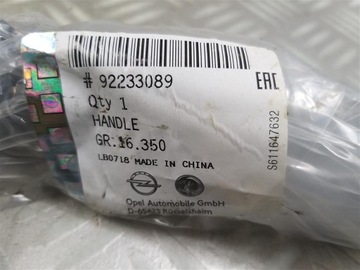 # 92233089
EAC
Qty 1
HANDLE
GR.16.350
LB0718 MADE IN CHINA
S611647632
Opel Automobile GmbH
D-65423 Rüsselsheim